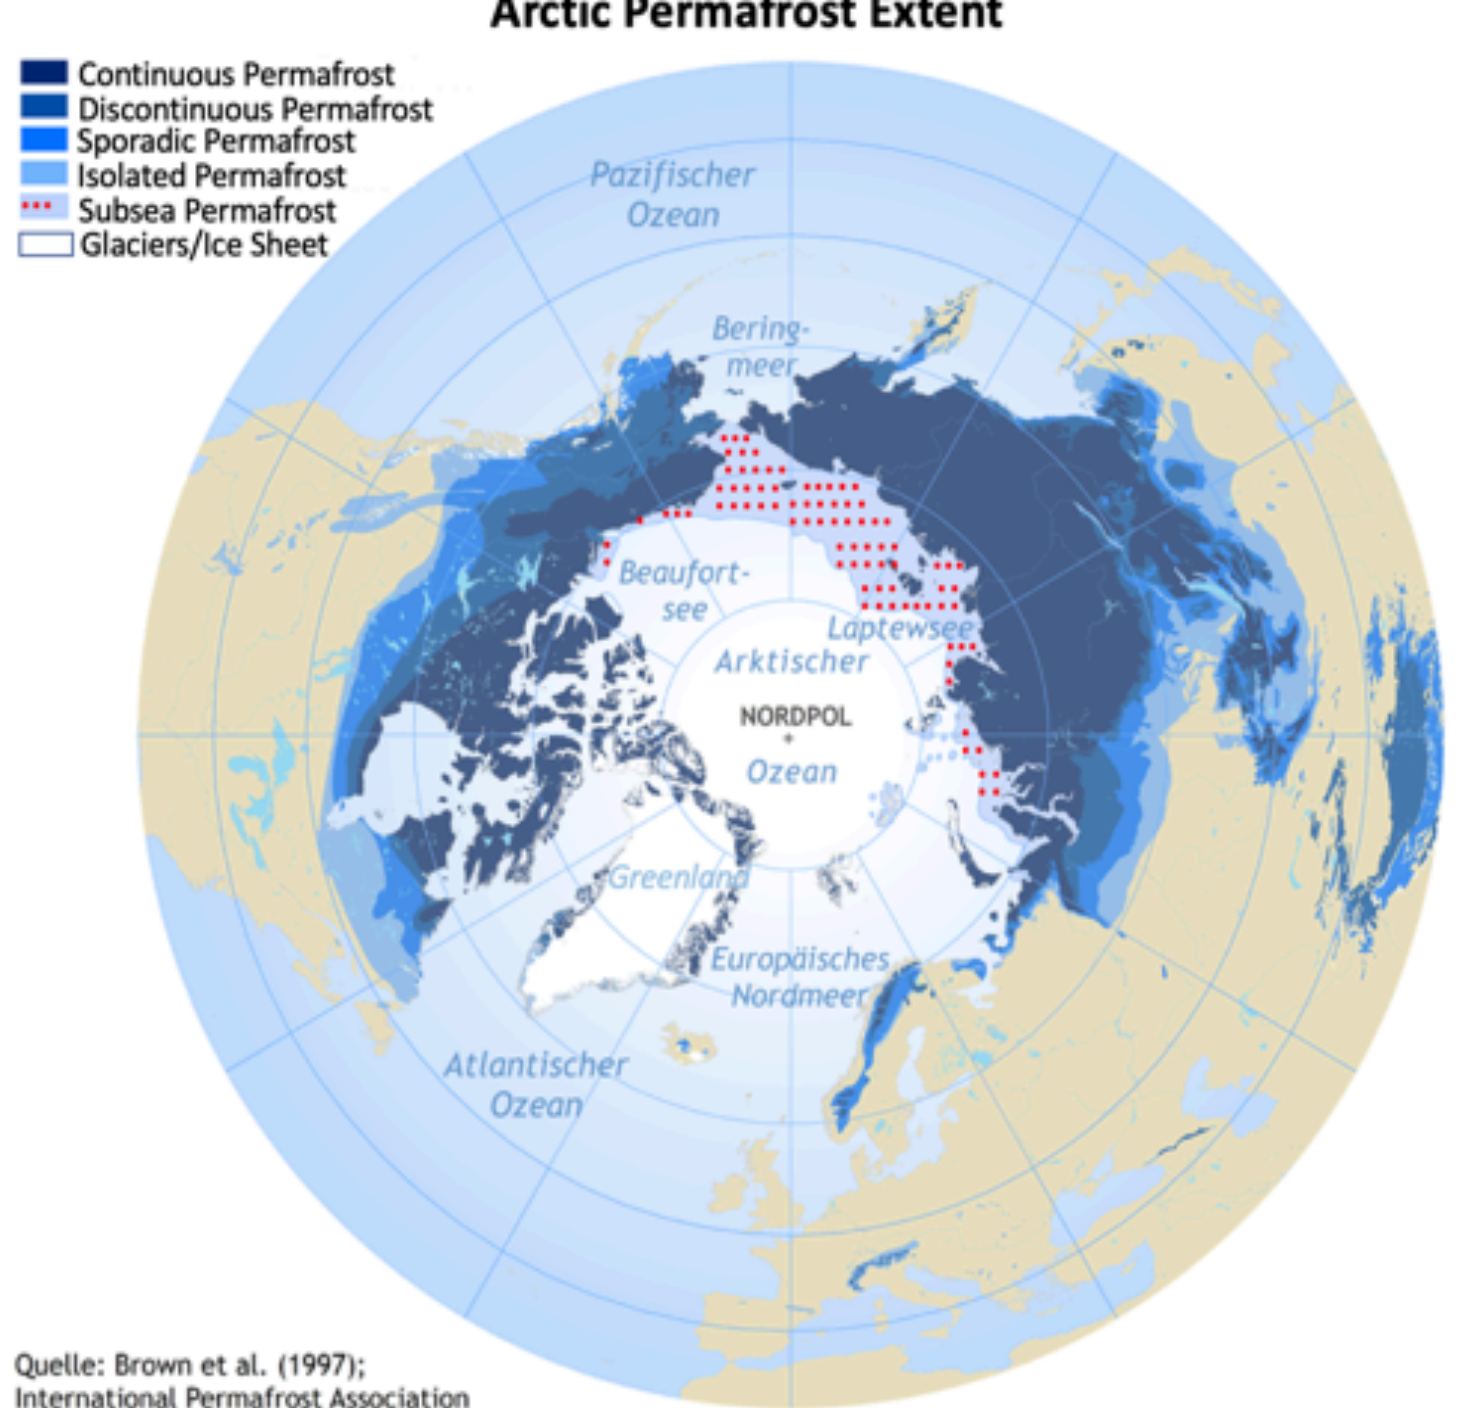 Arctic Permafrost Extent
Continuous Permafrost
Discontinuous Permafrost
Sporadic Permafrost
Isolated Permafrost
Subsea Permafrost
Glaciers/Ice Sheet
Pazifischer
Ozean
Bering-
meer
Beaufort-
see
Laptewsee
Arktischer
NORDPOL
Ozean
Greenland
Europäisches
Nordmeer
Atlantischer
Ozean
Quelle: Brown et al. (1997);
International Permafrost Association